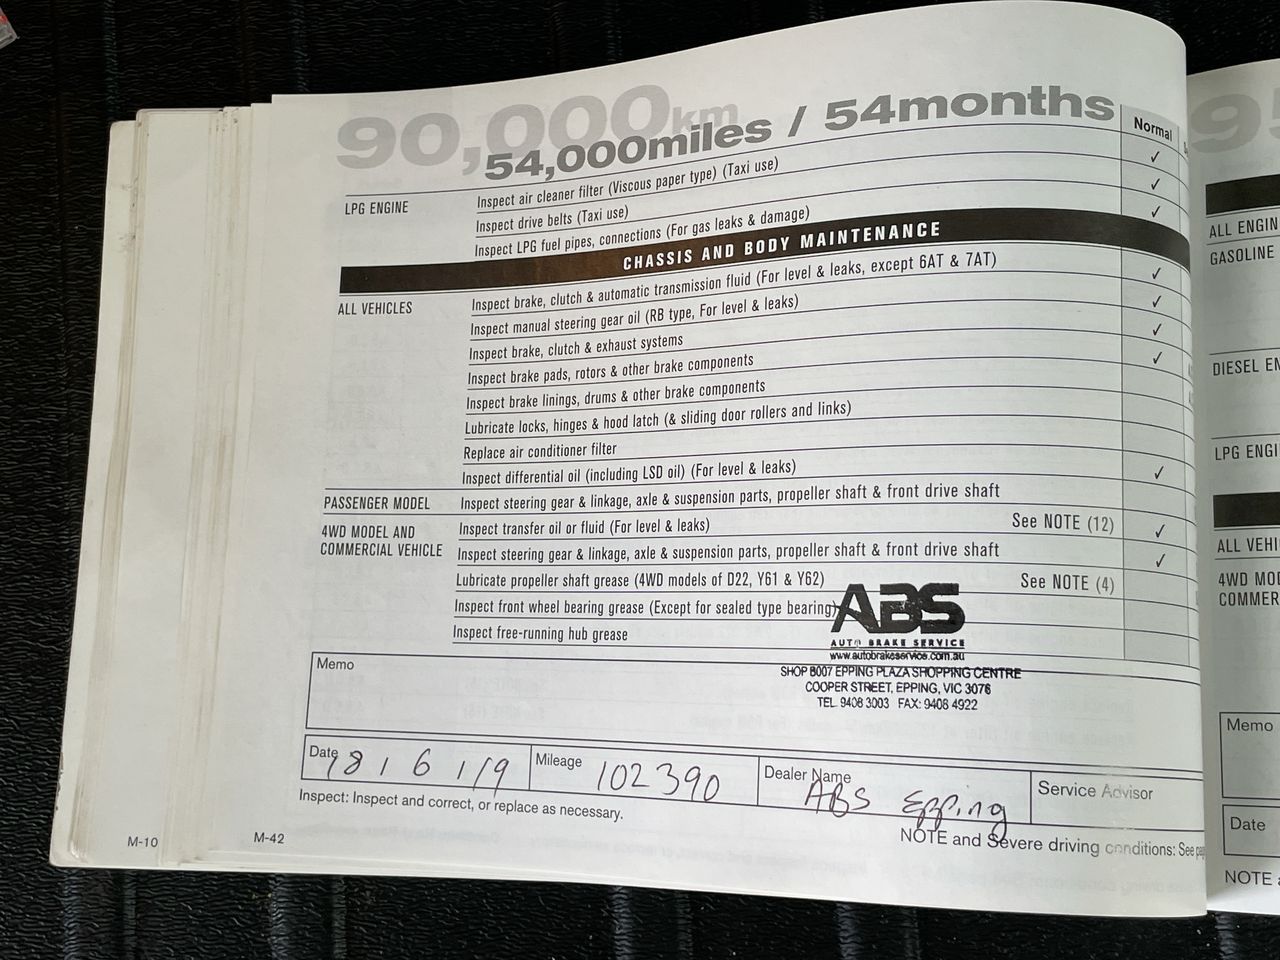 90,000km
54,000miles / 54months
Normal
LPG ENGINE
Inspect air cleaner filter (Viscous paper type) (Taxi use) ✓
Inspect drive belts (Taxi use) ✓
Inspect LPG fuel pipes, connections (For gas leaks & damage) ✓
CHASSIS AND BODY MAINTENANCE
ALL VEHICLES
Inspect brake, clutch & automatic transmission fluid (For level & leaks, except 6AT & 7AT) ✓
Inspect manual steering gear oil (RB type, For level & leaks) ✓
Inspect brake, clutch & exhaust systems ✓
Inspect brake pads, rotors & other brake components ✓
Inspect brake linings, drums & other brake components
Lubricate locks, hinges & hood latch (& sliding door rollers and links)
Replace air conditioner filter
Inspect differential oil (including LSD oil) (For level & leaks) ✓
PASSENGER MODEL
Inspect steering gear & linkage, axle & suspension parts, propeller shaft & front drive shaft
4WD MODEL AND
COMMERCIAL VEHICLE
Inspect transfer oil or fluid (For level & leaks) See NOTE (12) ✓
Inspect steering gear & linkage, axle & suspension parts, propeller shaft & front drive shaft ✓
Lubricate propeller shaft grease (4WD models of D22, Y61 & Y62) See NOTE (4)
Inspect front wheel bearing grease (Except for sealed type bearing)
Inspect free-running hub grease
ABS
AUTO BRAKE SERVICE
www.autobrakeservice.com.au
SHOP B007 EPPING PLAZA SHOPPING CENTRE
COOPER STREET, EPPING, VIC 3076
TEL. 9408 3003 FAX: 9408 4922
Memo
Date 18 / 6 / 19
Mileage 102390
Dealer Name ABS Epping
Service Advisor
Inspect: Inspect and correct, or replace as necessary.
NOTE and Severe driving conditions: See
M-10
M-42
95
ALL ENGIN
GASOLINE
DIESEL EN
LPG ENGI
ALL VEHI
4WD MO
COMMER
Memo
Date
NOTE